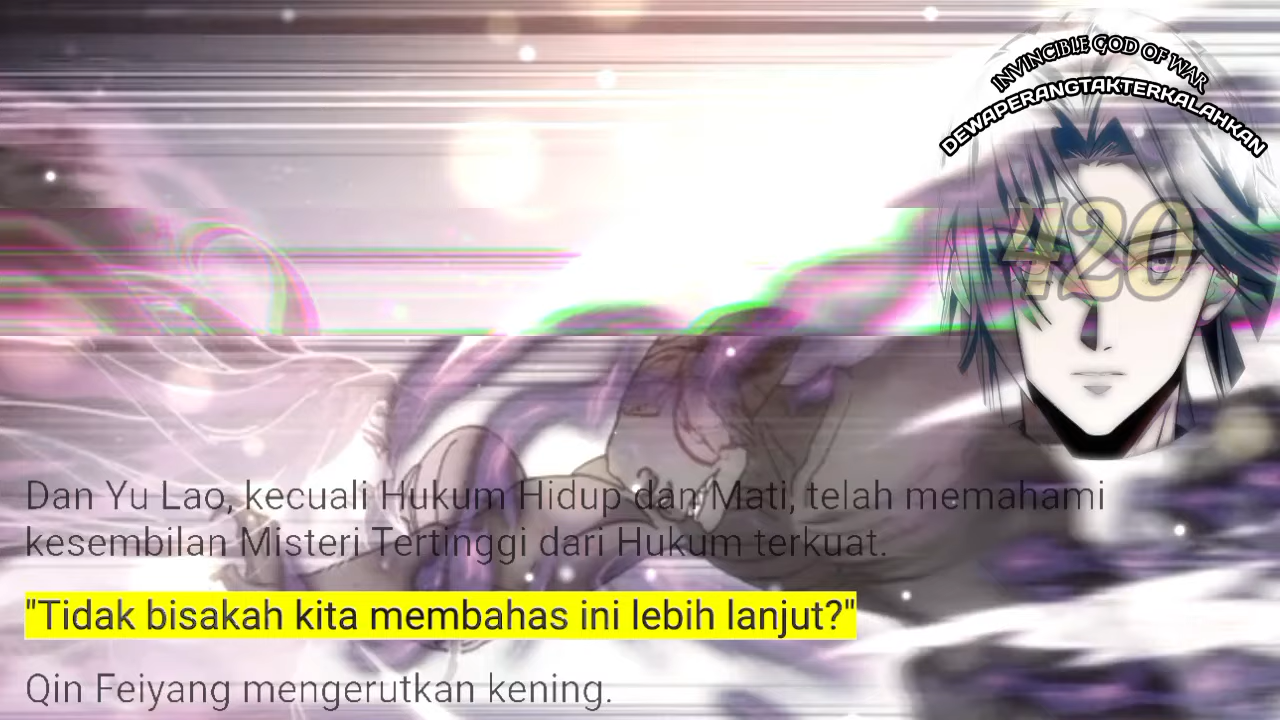 INVINCIBLE GOD OF WAR
DEWAPERANGTAKTERKALAHKAN
#20
Dan Yu Lao, kecuali Hukum Hidup dan Mati, telah memahami
kesembilan Misteri Tertinggi dari Hukum terkuat.
"Tidak bisakah kita membahas ini lebih lanjut?"
Qin Feiyang mengerutkan kening.